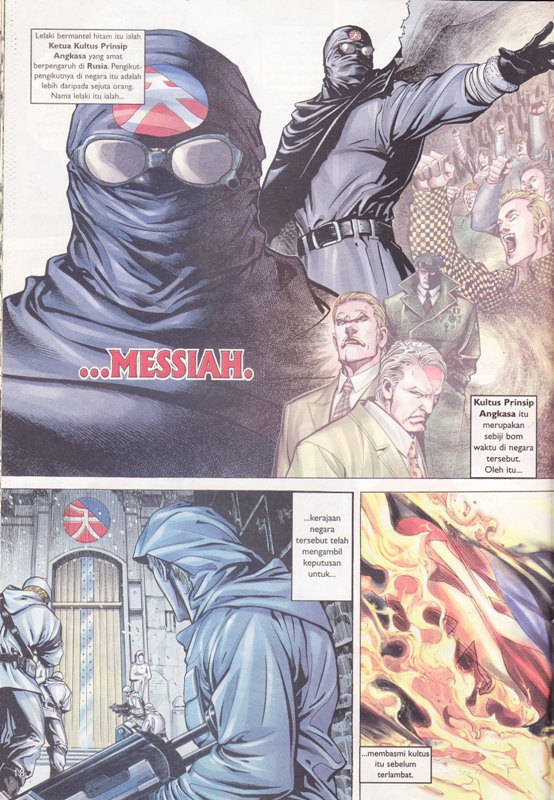 Lelaki bermantel hitam itu ialah
Ketua Kultus Prinsip
Angkasa yang amat
berpengaruh di Rusia. Pengikut-
pengikutnya di negara itu adalah
lebih daripada sejuta orang.
Nama lelaki itu ialah...
天
...MESSIAH.
Kultus Prinsip
Angkasa itu
merupakan
sebiji bom
waktu di negara
tersebut.
Oleh itu...
天
...kerajaan
negara
tersebut telah
mengambil
keputusan
untuk...
...membasmi kultus
itu sebelum
terlambat.